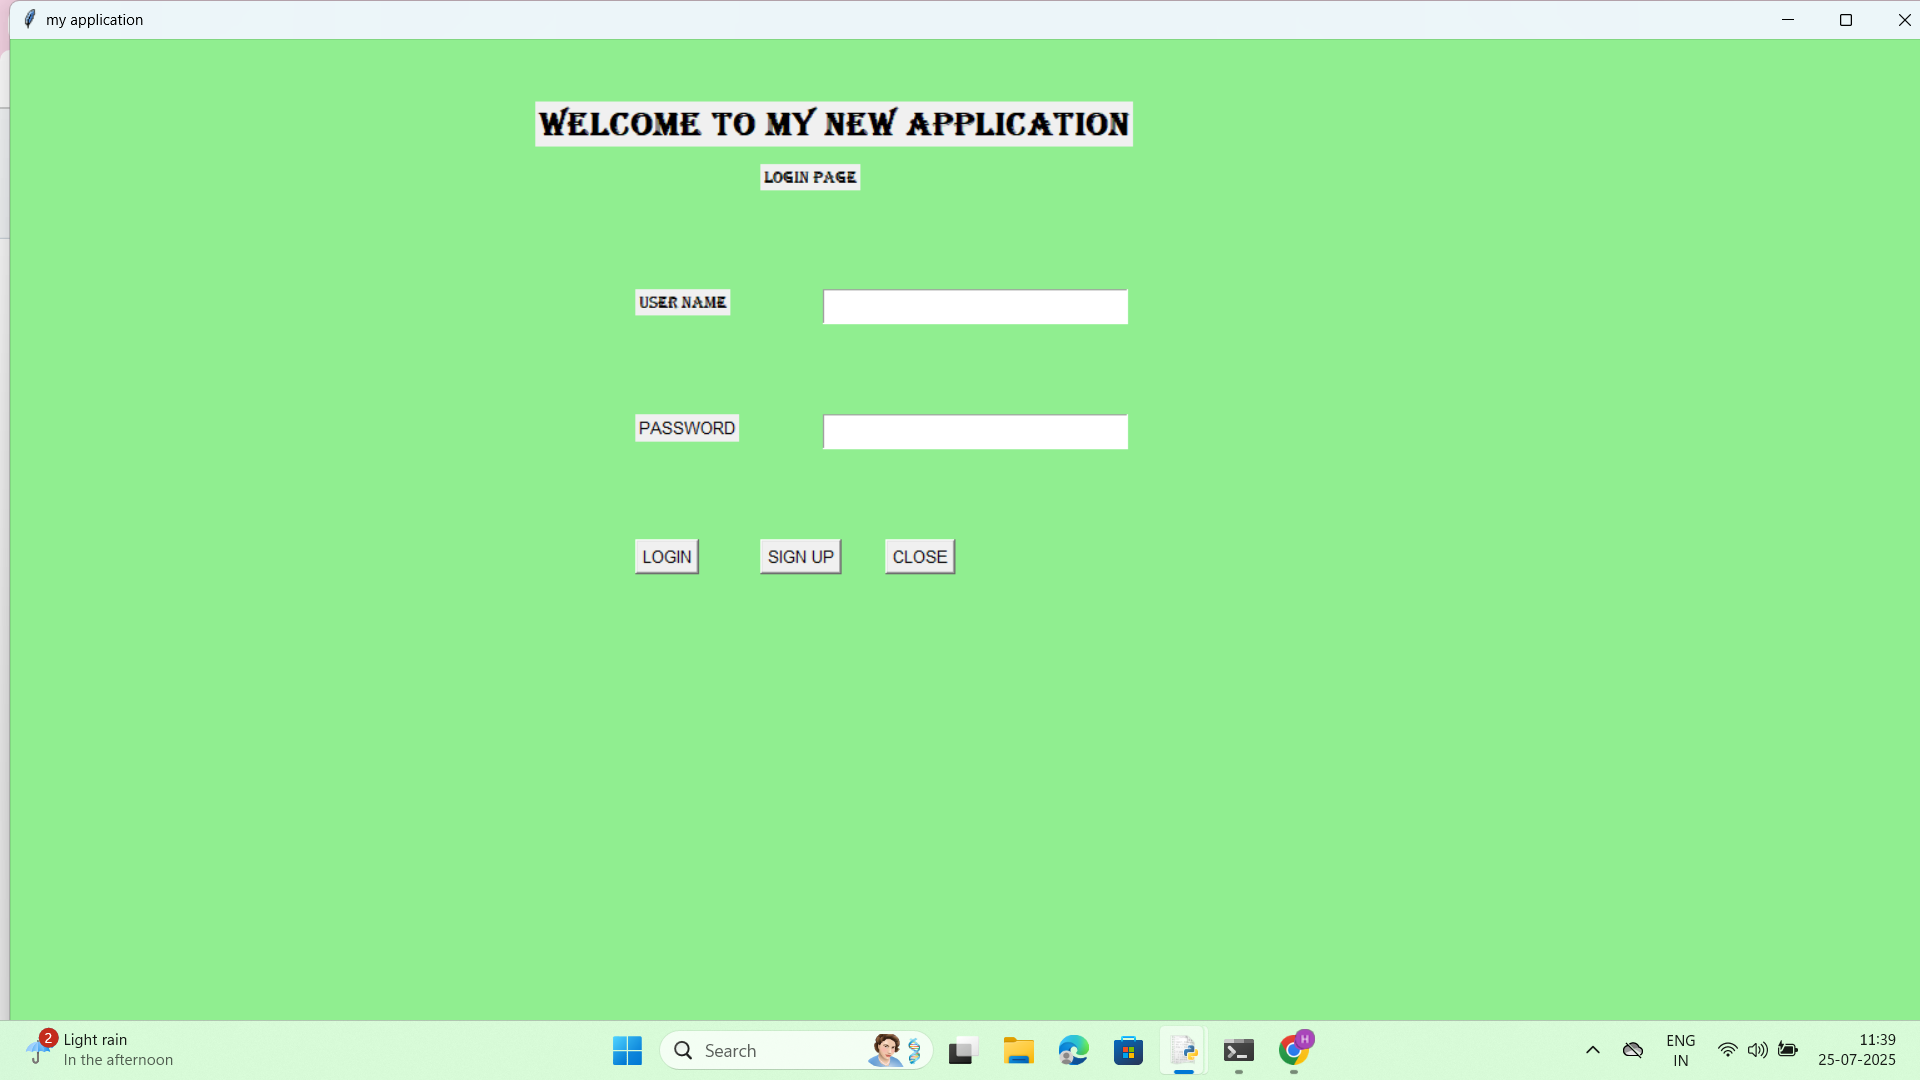 my application
WELCOME TO MY NEW APPLICATION
LOGIN PAGE
USER NAME
PASSWORD
LOGIN
SIGN UP
CLOSE
2
Light rain
In the afternoon
Search
H
ENG
IN
11:39
25-07-2025